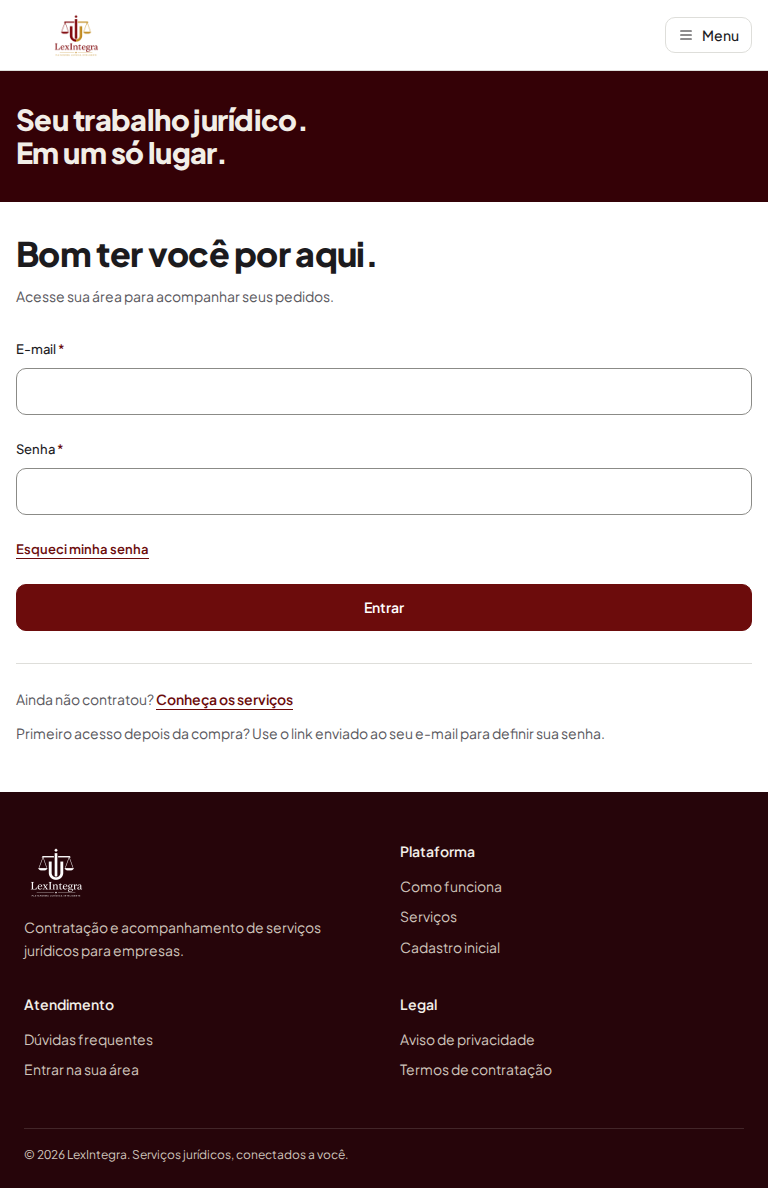 LexIntegra
Menu
Seu trabalho jurídico.
Em um só lugar.
Bom ter você por aqui.
Acesse sua área para acompanhar seus pedidos.
E-mail *
Senha *
Esqueci minha senha
Entrar
Ainda não contratou? Conheça os serviços
Primeiro acesso depois da compra? Use o link enviado ao seu e-mail para definir sua senha.
LexIntegra
Contratação e acompanhamento de serviços
jurídicos para empresas.
Plataforma
Como funciona
Serviços
Cadastro inicial
Atendimento
Dúvidas frequentes
Entrar na sua área
Legal
Aviso de privacidade
Termos de contratação
© 2026 LexIntegra. Serviços jurídicos, conectados a você.